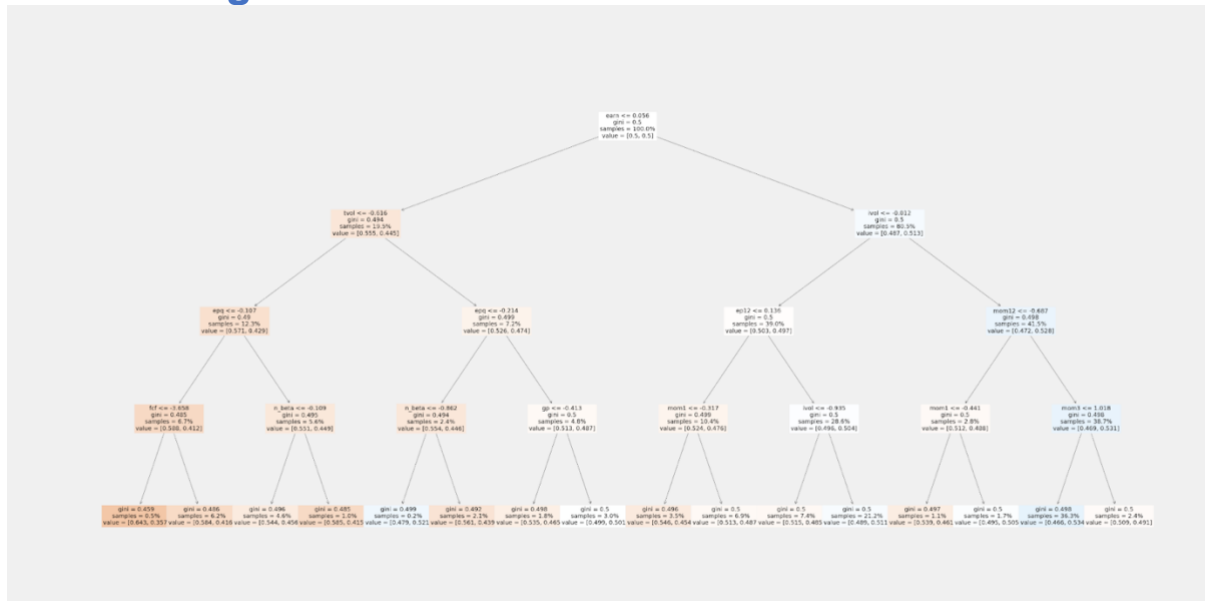 earn <= 0.056
gini = 0.5
samples = 100.0%
value = [0.5, 0.5]
gini = 0.494
samples = 19.5%
value = [0.555, 0.445]
ivol <= -0.012
gini = 0.5
samples = 80.5%
value = [0.487, 0.513]
epq <= -0.107
gini = 0.49
samples = 12.3%
value = [0.571, 0.429]
epq <= -0.214
gini = 0.499
samples = 7.2%
value = [0.526, 0.474]
ep12 <= 0.135
gini = 0.5
samples = 39.0%
value = [0.503, 0.497]
mom12 <= -0.687
gini = 0.498
samples = 41.5%
value = [0.472, 0.528]
gini = 0.485
samples = 6.7%
value = [0.588, 0.412]
n_beta <= -0.109
gini = 0.495
samples = 5.6%
value = [0.551, 0.449]
n_beta <= -0.862
gini = 0.494
samples = 2.4%
value = [0.554, 0.446]
gp <= -0.413
gini = 0.5
samples = 4.8%
value = [0.513, 0.487]
mom1 <= -0.317
gini = 0.499
samples = 10.4%
value = [0.524, 0.476]
ivol <= -0.935
gini = 0.5
samples = 28.6%
value = [0.496, 0.504]
mom1 <= -0.441
gini = 0.5
samples = 2.8%
value = [0.512, 0.488]
mom3 <= 1.018
gini = 0.498
samples = 38.7%
value = [0.469, 0.531]
gini = 0.459
samples = 0.5%
value = [0.643, 0.357
gini = 0.486
samples = 6.2%
value = [0.584, 0.416
gini = 0.496
samples = 4.6%
value = [0.544, 0.456
gini = 0.485
samples = 1.0%
value = [0.585, 0.415
gini = 0.499
samples = 0.2%
value = [0.479, 0.521
gini = 0.492
samples = 2.1%
value = [0.561, 0.439
gini = 0.498
samples = 1.8%
value = [0.535, 0.465
gini = 0.5
samples = 3.0%
value = [0.499, 0.501
gini = 0.496
samples = 3.5%
value = [0.546, 0.454
gini = 0.5
samples = 6.9%
value = [0.513, 0.487
gini = 0.5
samples = 7.4%
value = [0.515, 0.485
gini = 0.5
samples = 21.2%
value = [0.489, 0.511
gini = 0.497
samples = 1.1%
value = [0.539, 0.461
gini = 0.5
samples = 1.7%
value = [0.495, 0.505
gini = 0.498
samples = 36.3%
value = [0.466, 0.534
gini = 0.5
samples = 2.4%
value = [0.509, 0.491]